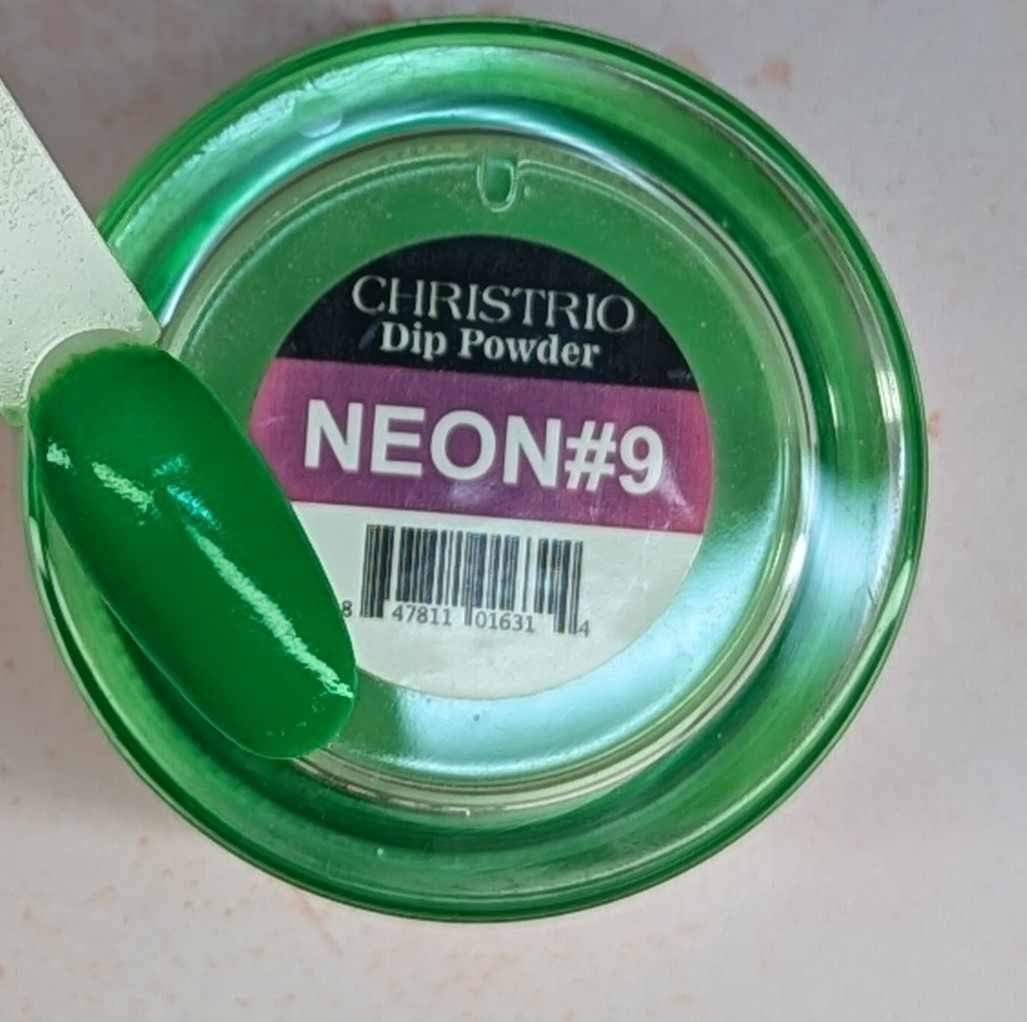 CHRISTRIO
Dip Powder
NEON#9
8 47811 01631 4